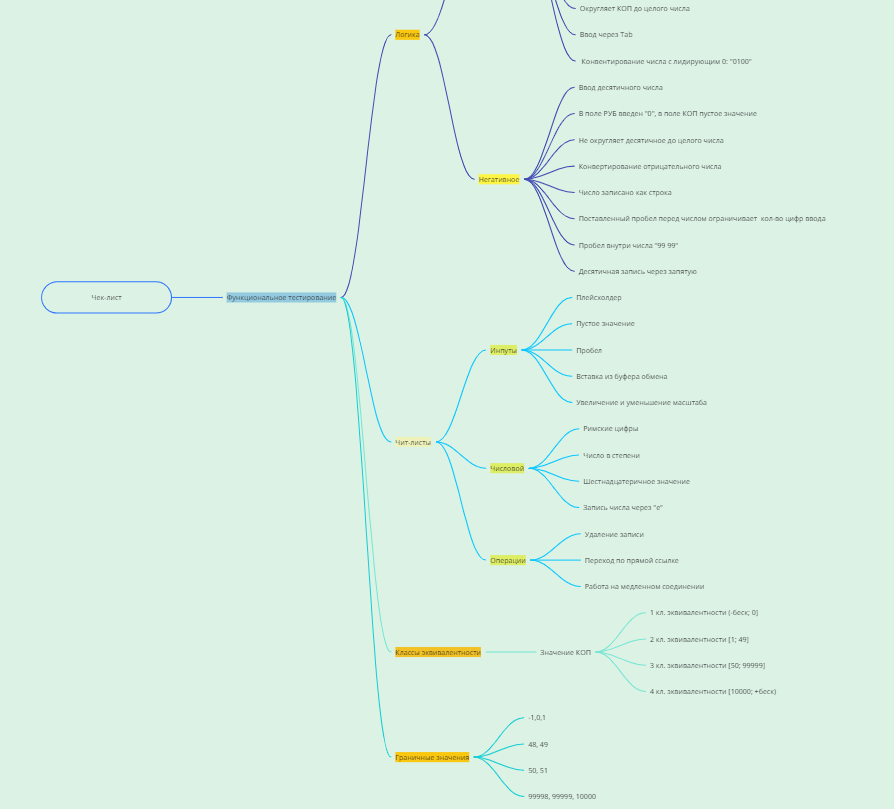 Округляет КОП до целого числа
Логика
Ввод через Tab
Конвентирование числа с лидирующим 0: "0100"
Ввод десятичного числа
В поле РУБ введен "0", в поле КОП пустое значение
Не округляет десятичное до целого числа
Конвертирование отрицательного числа
Негативное
Число записано как строка
Поставленный пробел перед числом ограничивает кол-во цифр ввода
Пробел внутри числа "99 99"
Десятичная запись через запятую
Чек-лист
Функциональное тестирование
Плейсхолдер
Пустое значение
Инпуты
Пробел
Вставка из буфера обмена
Увеличение и уменьшение масштаба
Римские цифры
Чит-листы
Число в степени
Числовой
Шестнадцатеричное значение
Запись числа через "e"
Удаление записи
Операции
Переход по прямой ссылке
Работа на медленном соединении
1 кл. эквивалентности (-беск; 0]
2 кл. эквивалентности [1; 49]
Классы эквивалентности
Значение КОП
3 кл. эквивалентности [50; 99999]
4 кл. эквивалентности [10000; +беск)
-1,0,1
48, 49
Граничные значения
50, 51
99998, 99999, 10000